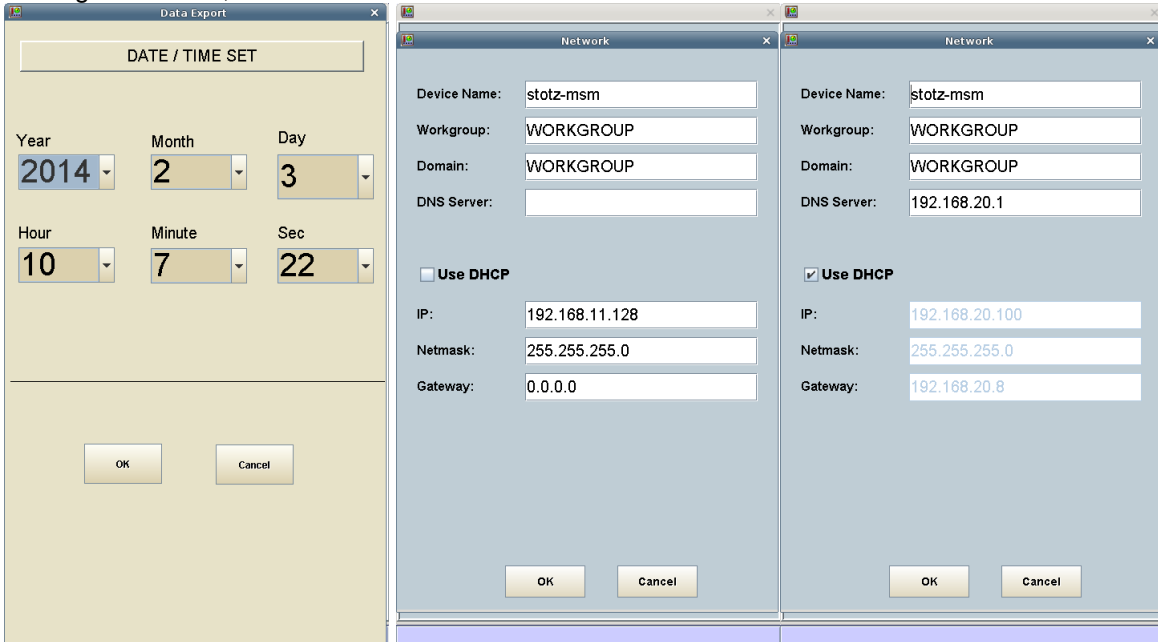 Data Export
DATE / TIME SET
Year
Month
Day
2014
2
3
Hour
Minute
Sec
10
7
22
OK
Cancel
Network
Device Name:
stotz-msm
Workgroup:
WORKGROUP
Domain:
WORKGROUP
DNS Server:
Use DHCP
IP:
192.168.11.128
Netmask:
255.255.255.0
Gateway:
0.0.0.0
OK
Cancel
Network
Device Name:
stotz-msm
Workgroup:
WORKGROUP
Domain:
WORKGROUP
DNS Server:
192.168.20.1
Use DHCP
IP:
192.168.20.100
Netmask:
255.255.255.0
Gateway:
192.168.20.8
OK
Cancel